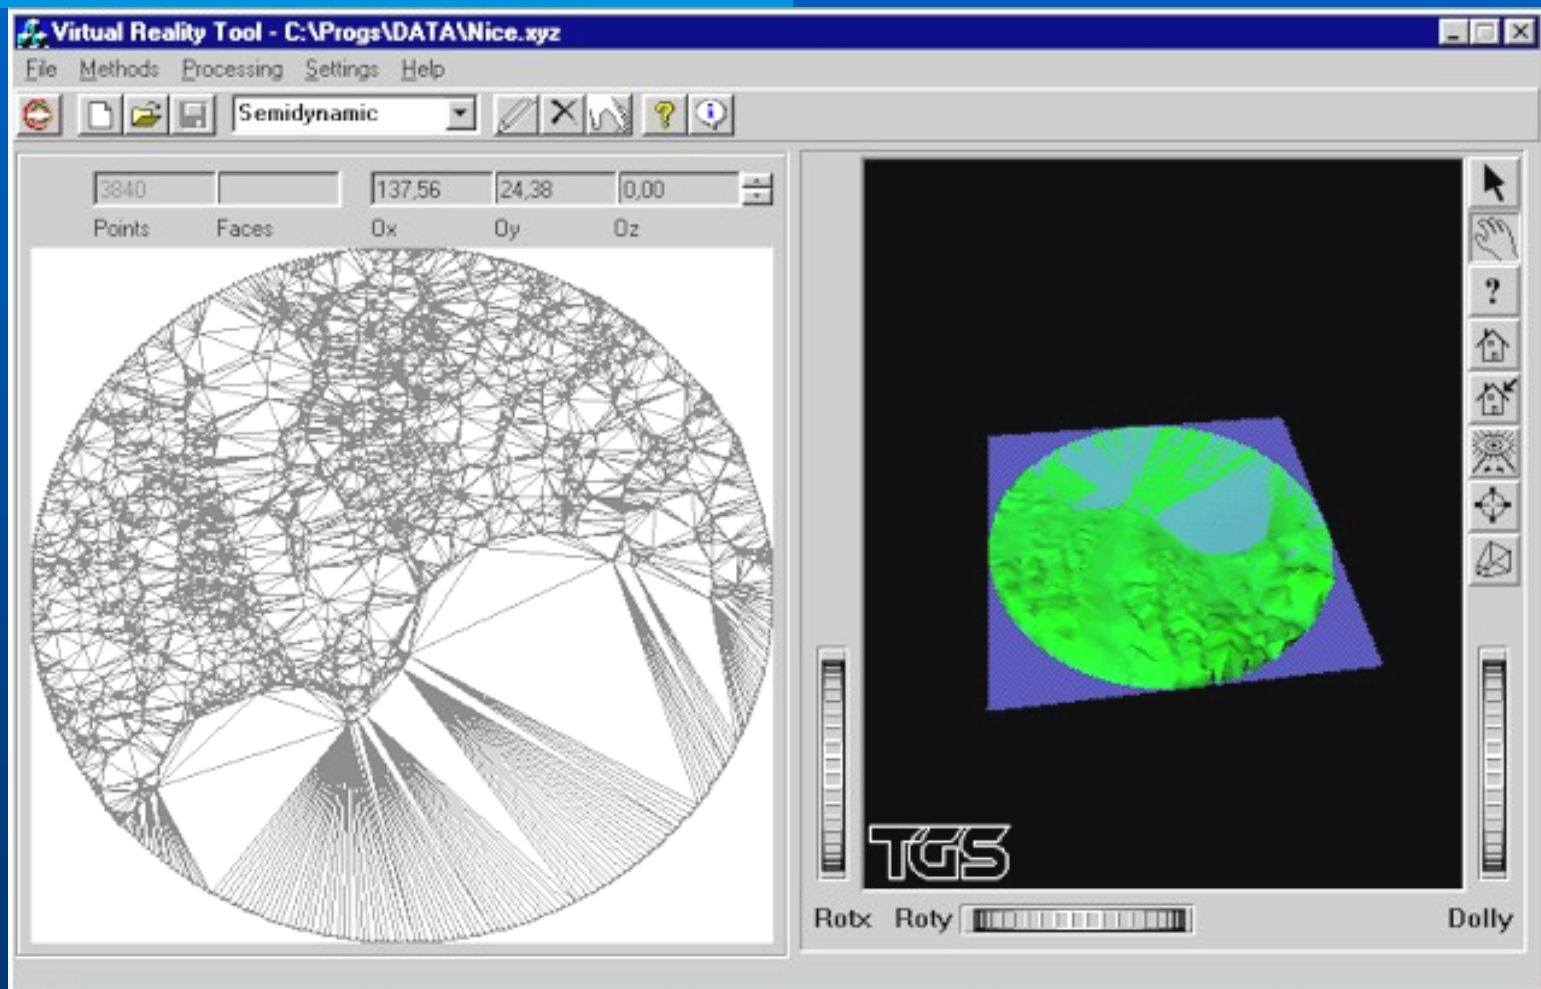 Virtual Reality Tool - C:\Progs\DATA\Nice.xyz
File Methods Processing Settings Help
Semidynamic
3840 137,56 24,38 0,00
Points Faces Ox Oy Oz
TGS
Rotx Roty Dolly